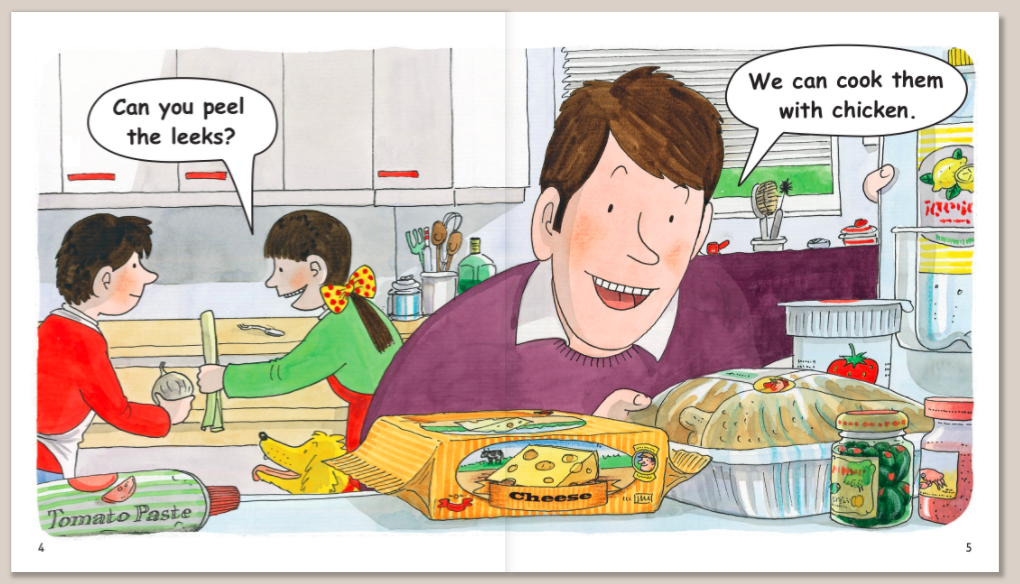 Can you peel
the leeks?
We can cook them
with chicken.
Tomato Paste
Cheese
4
5